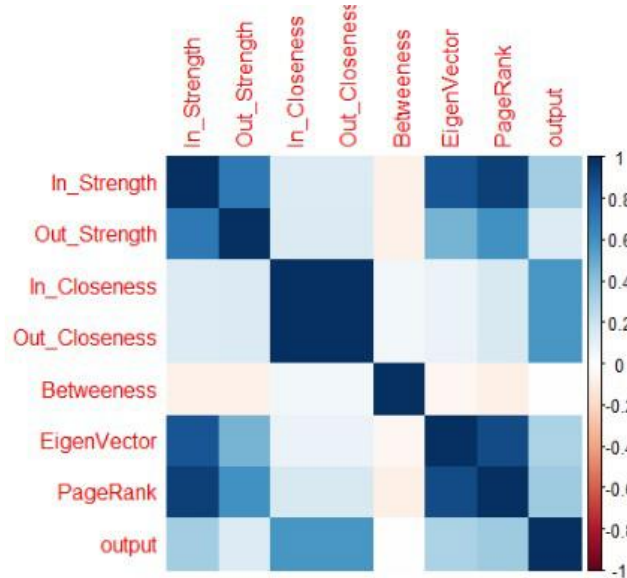 In_Strength
Out_Strength
In_Closeness
Out_Closeness
Betweeness
EigenVector
PageRank
output
In_Strength
Out_Strength
In_Closeness
Out_Closeness
Betweeness
EigenVector
PageRank
output
1
0.8
0.6
0.4
0.2
0
-0.2
-0.4
-0.6
-0.8
-1